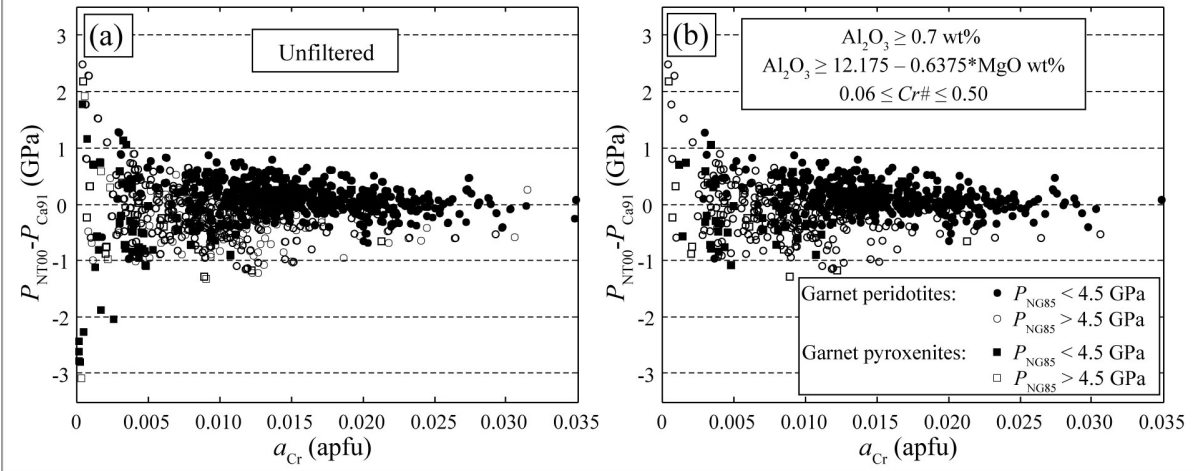 (a)
Unfiltered
3
2
1
0
-1
-2
-3
P_NT00-P_Ca91 (GPa)
0
0.005
0.010
0.015
0.020
0.025
0.030
0.035
a_Cr (apfu)
(b)
Al₂O₃ ≥ 0.7 wt%
Al₂O₃ ≥ 12.175 – 0.6375*MgO wt%
0.06 ≤ Cr# ≤ 0.50
3
2
1
0
-1
-2
-3
P_NT00-P_Ca91 (GPa)
Garnet peridotites: P_NG85 < 4.5 GPa
P_NG85 > 4.5 GPa
Garnet pyroxenites: P_NG85 < 4.5 GPa
P_NG85 > 4.5 GPa
0
0.005
0.010
0.015
0.020
0.025
0.030
0.035
a_Cr (apfu)